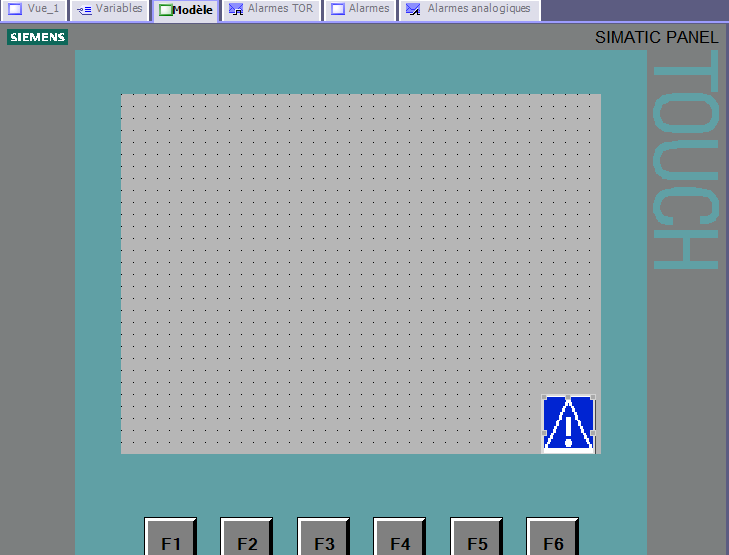 Vue_1 Variables Modèle Alarmes TOR Alarmes Alarmes analogiques
SIEMENS SIMATIC PANEL
TOUCH
F1 F2 F3 F4 F5 F6